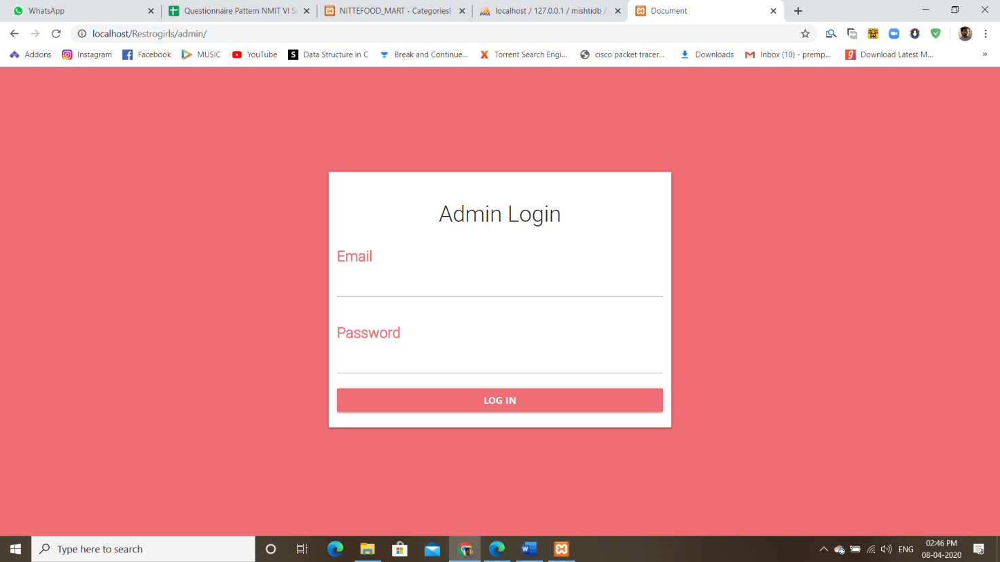 WhatsApp
Questionnaire Pattern NMIT VI Se
NITTEFOOD_MART - Categories!
localhost / 127.0.0.1 / mishtidb /
Document
localhost/Restrogirls/admin/
Addons
Instagram
Facebook
MUSIC
YouTube
Data Structure in C
Break and Continue...
Torrent Search Engi...
cisco packet tracer...
Downloads
Inbox (10) - premp...
Download Latest M...
»
Admin Login
Email
Password
LOG IN
Type here to search
ENG
02:46 PM
08-04-2020